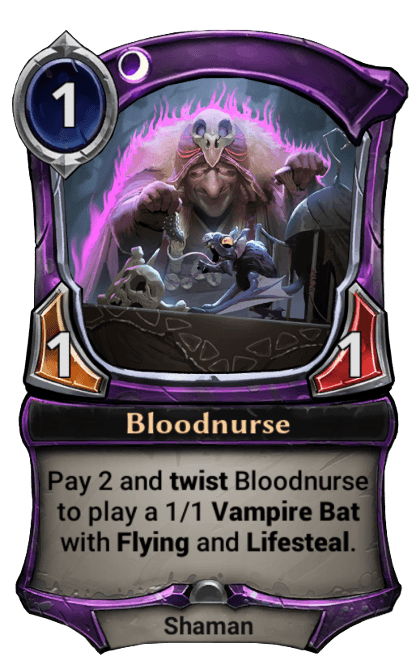 1
1
1
Bloodnurse
Pay 2 and twist Bloodnurse
to play a 1/1 Vampire Bat
with Flying and Lifesteal.
Shaman